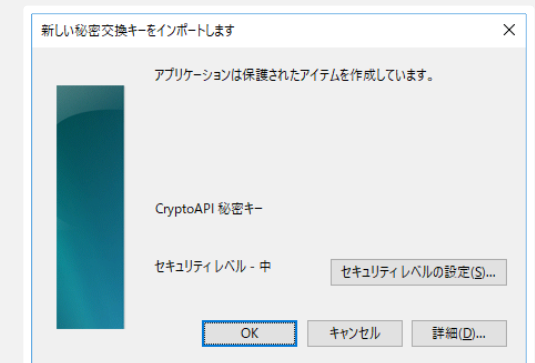 新しい秘密交換キーをインポートします
アプリケーションは保護されたアイテムを作成しています。
CryptoAPI 秘密キー
セキュリティ レベル - 中
セキュリティ レベルの設定(S)...
OK
キャンセル
詳細(D)...